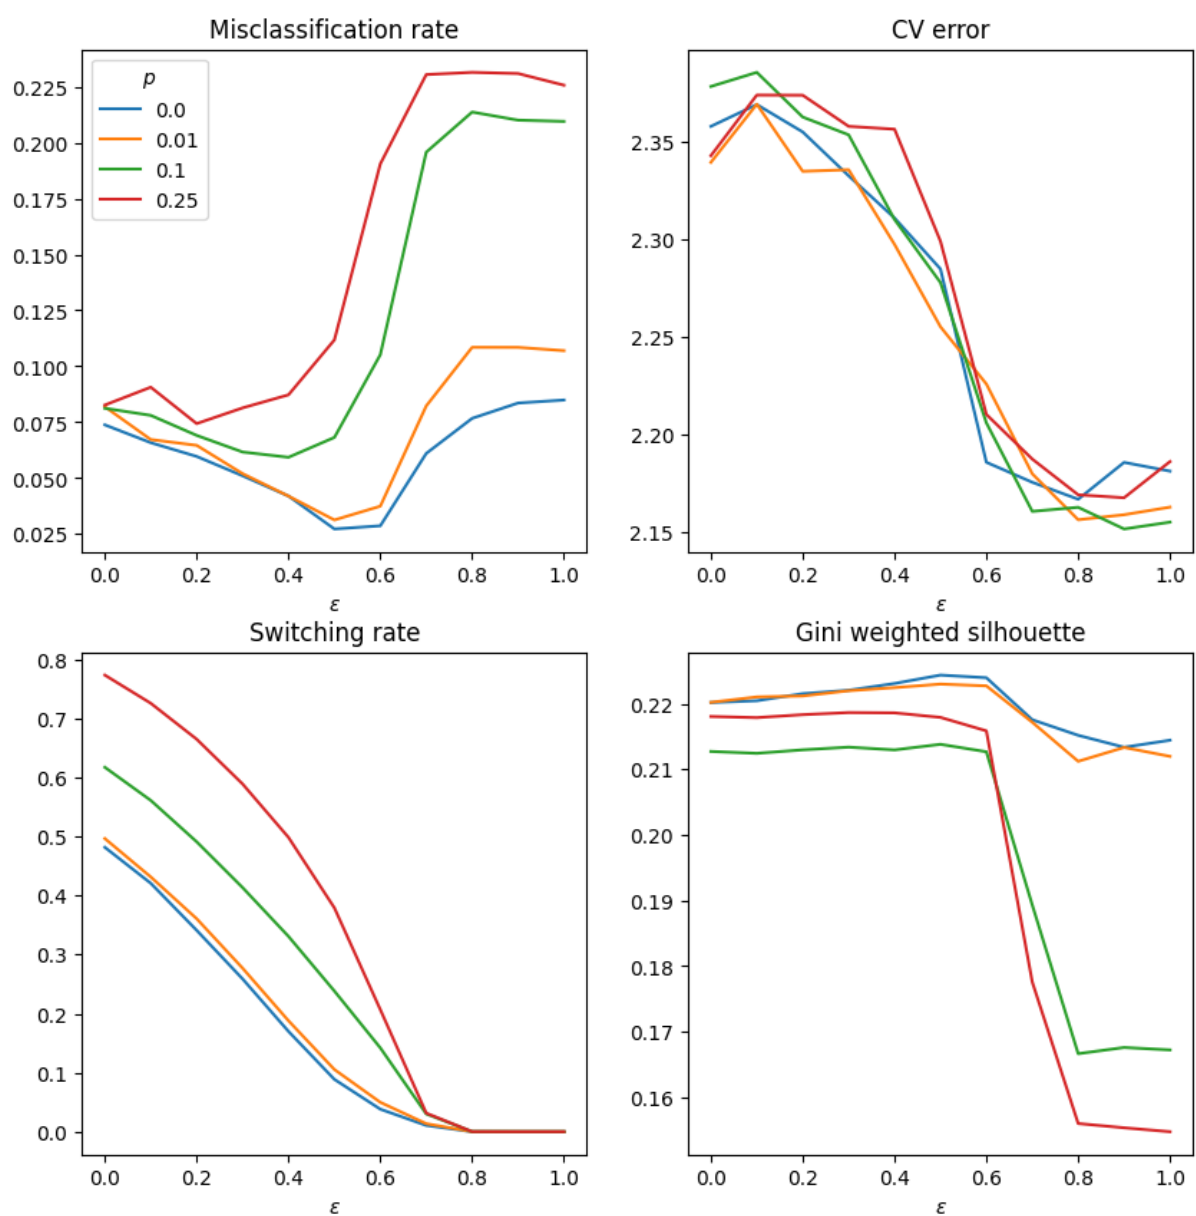 Misclassification rate
p
0.0
0.01
0.1
0.25
0.225
0.200
0.175
0.150
0.125
0.100
0.075
0.050
0.025
0.0 0.2 0.4 0.6 0.8 1.0
ε
CV error
2.35
2.30
2.25
2.20
2.15
0.0 0.2 0.4 0.6 0.8 1.0
ε
Switching rate
0.8
0.7
0.6
0.5
0.4
0.3
0.2
0.1
0.0
0.0 0.2 0.4 0.6 0.8 1.0
ε
Gini weighted silhouette
0.22
0.21
0.20
0.19
0.18
0.17
0.16
0.0 0.2 0.4 0.6 0.8 1.0
ε